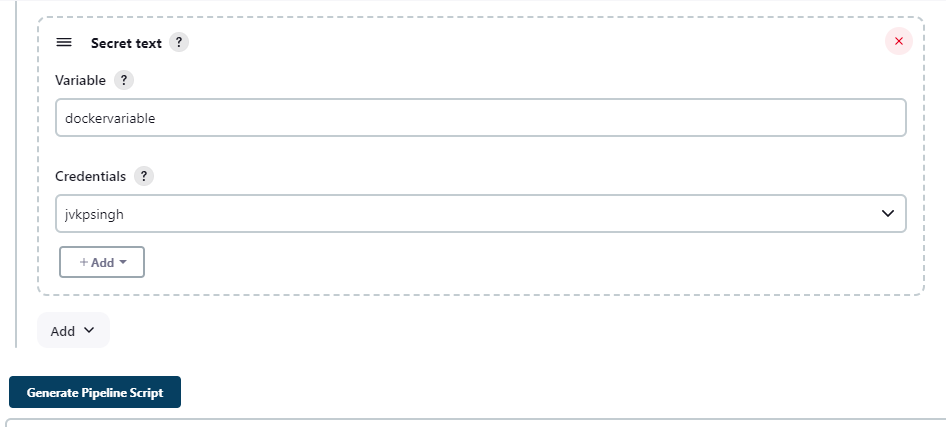 Secret text ?
Variable ?
dockervariable
Credentials ?
jvkpsingh
+ Add
Add
Generate Pipeline Script